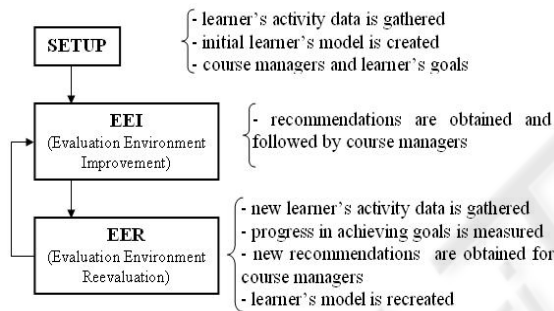 SETUP
- learner's activity data is gathered
- initial learner's model is created
- course managers and learner's goals
EEI
(Evaluation Environment
Improvement)
- recommendations are obtained and
followed by course managers
EER
(Evaluation Environment
Reevaluation)
- new learner's activity data is gathered
- progress in achieving goals is measured
- new recommendations are obtained for
course managers
- learner's model is recreated